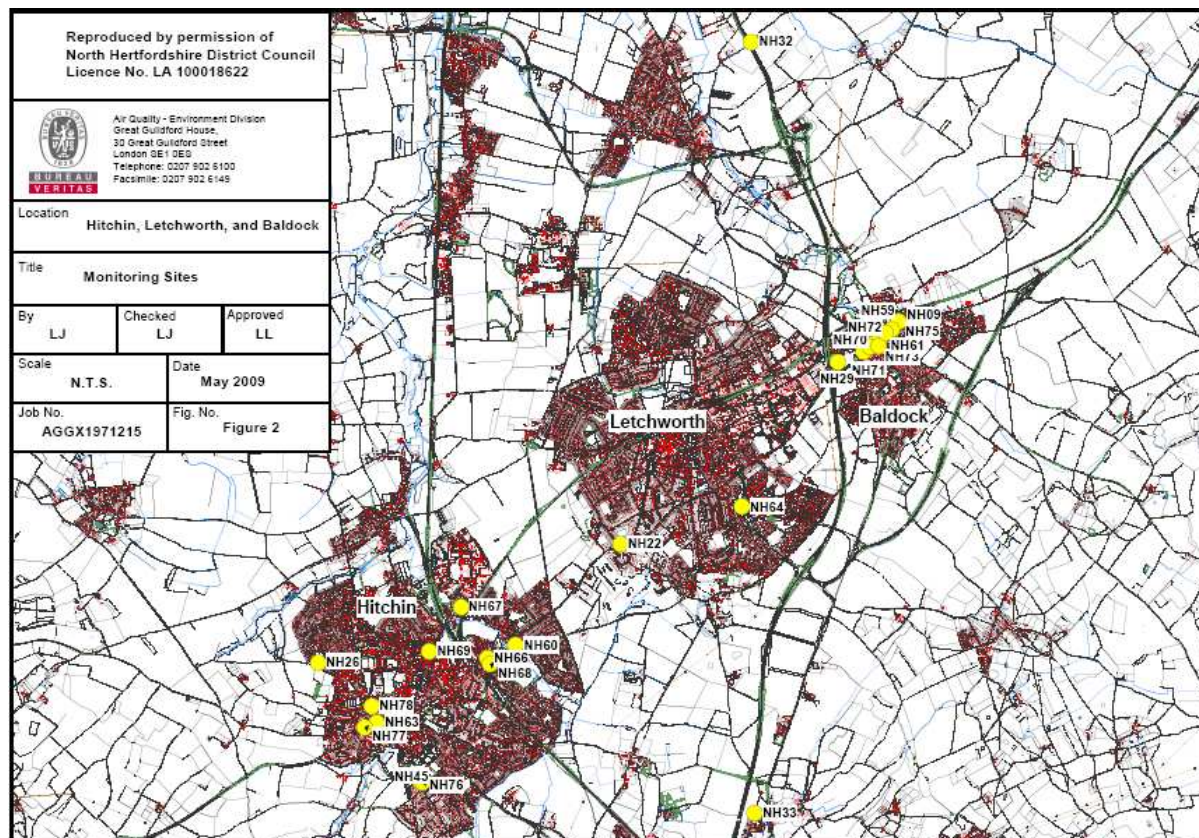 Reproduced by permission of
North Hertfordshire District Council
Licence No. LA 100018622
BUREAU VERITAS
1828
BUREAU
VERITAS
Air Quality - Environment Division
Great Guildford House,
30 Great Guildford Street
London SE1 0ES
Telephone: 0207 902 6100
Facsimile: 0207 902 6149
Location
Hitchin, Letchworth, and Baldock
Title
Monitoring Sites
By
LJ
Checked
LJ
Approved
LL
Scale
N.T.S.
Date
May 2009
Job No.
AGGX1971215
Fig. No.
Figure 2
NH32
NH59
NH09
NH72
NH75
NH70
NH61
NH73
NH71
NH29
Baldock
Letchworth
NH64
NH22
Hitchin
NH67
NH60
NH69
NH66
NH68
NH26
NH78
NH63
NH77
NH45
NH76
NH33